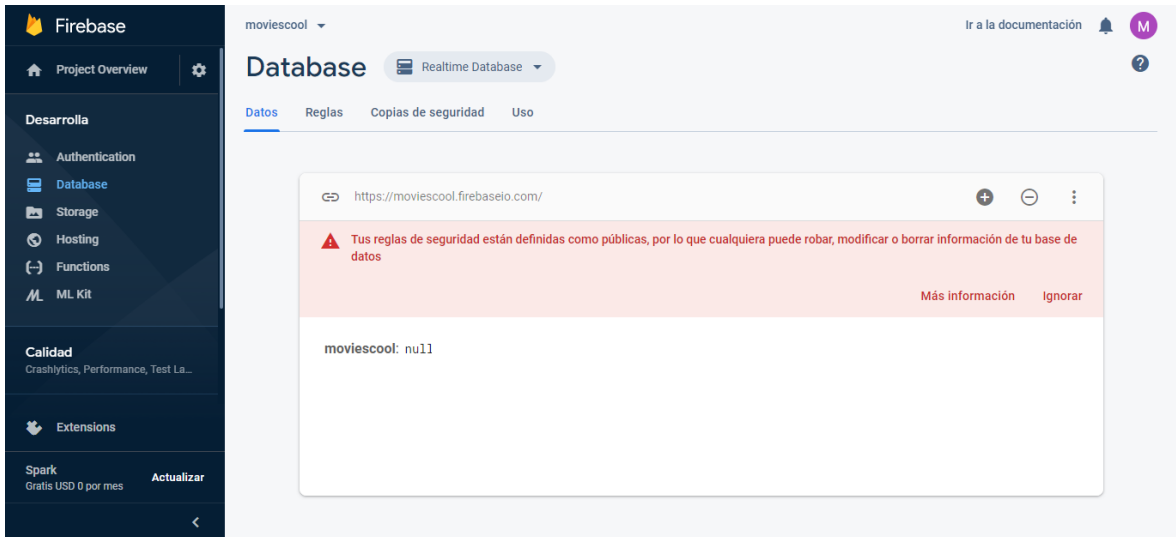 Firebase
Project Overview
Desarrolla
Authentication
Database
Storage
Hosting
Functions
ML Kit
Calidad
Crashlytics, Performance, Test La...
Extensions
Spark
Gratis USD 0 por mes
Actualizar
moviescool
Ir a la documentación
M
Database
Realtime Database
?
Datos Reglas Copias de seguridad Uso
https://moviescool.firebaseio.com/
Tus reglas de seguridad están definidas como públicas, por lo que cualquiera puede robar, modificar o borrar información de tu base de
datos
Más información Ignorar
moviescool: null